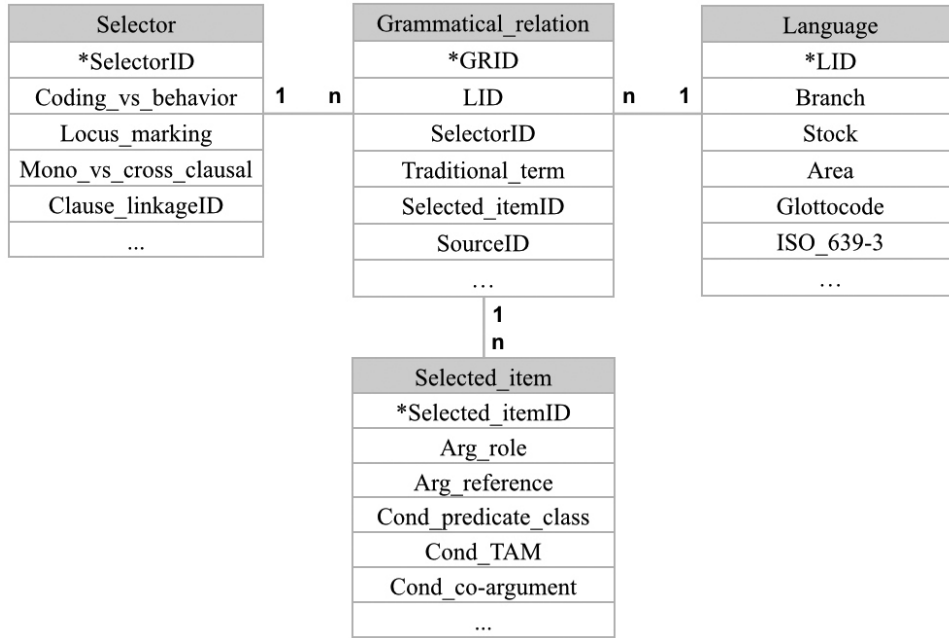 Selector
*SelectorID
Coding_vs_behavior
Locus_marking
Mono_vs_cross_clausal
Clause_linkageID
...
1 n
Grammatical_relation
*GRID
LID
SelectorID
Traditional_term
Selected_itemID
SourceID
...
n 1
Language
*LID
Branch
Stock
Area
Glottocode
ISO_639-3
...
1
n
Selected_item
*Selected_itemID
Arg_role
Arg_reference
Cond_predicate_class
Cond_TAM
Cond_co-argument
...